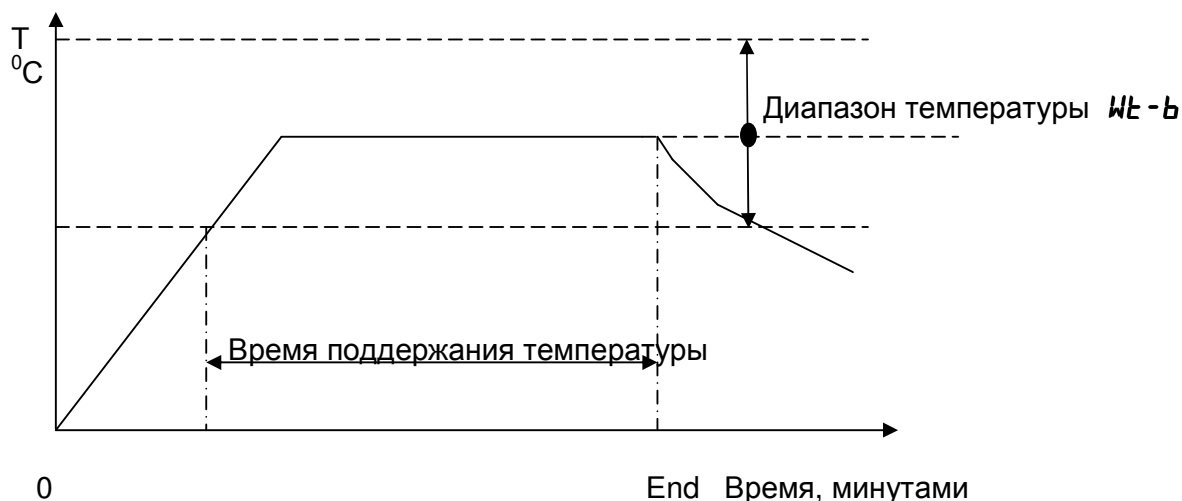 T
⁰C
Диапазон температуры Wt-b
Время поддержания температуры
0
End Время, минутами